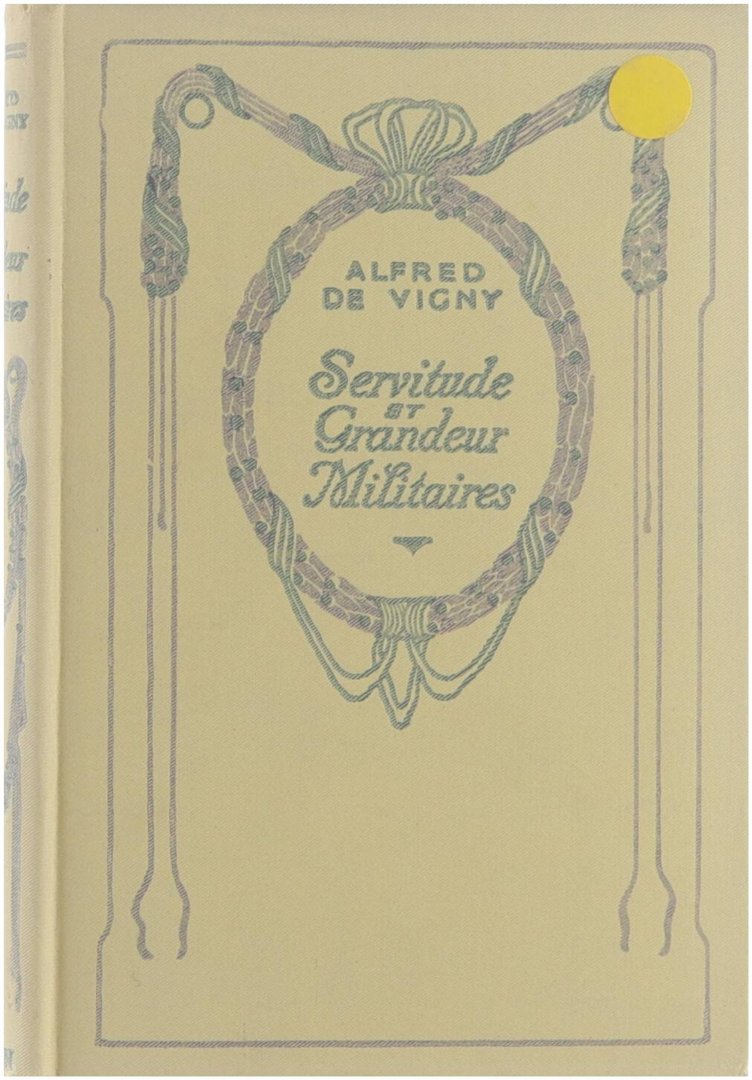 ALFRED
DE VIGNY
Servitude
ET
Grandeur
Militaires